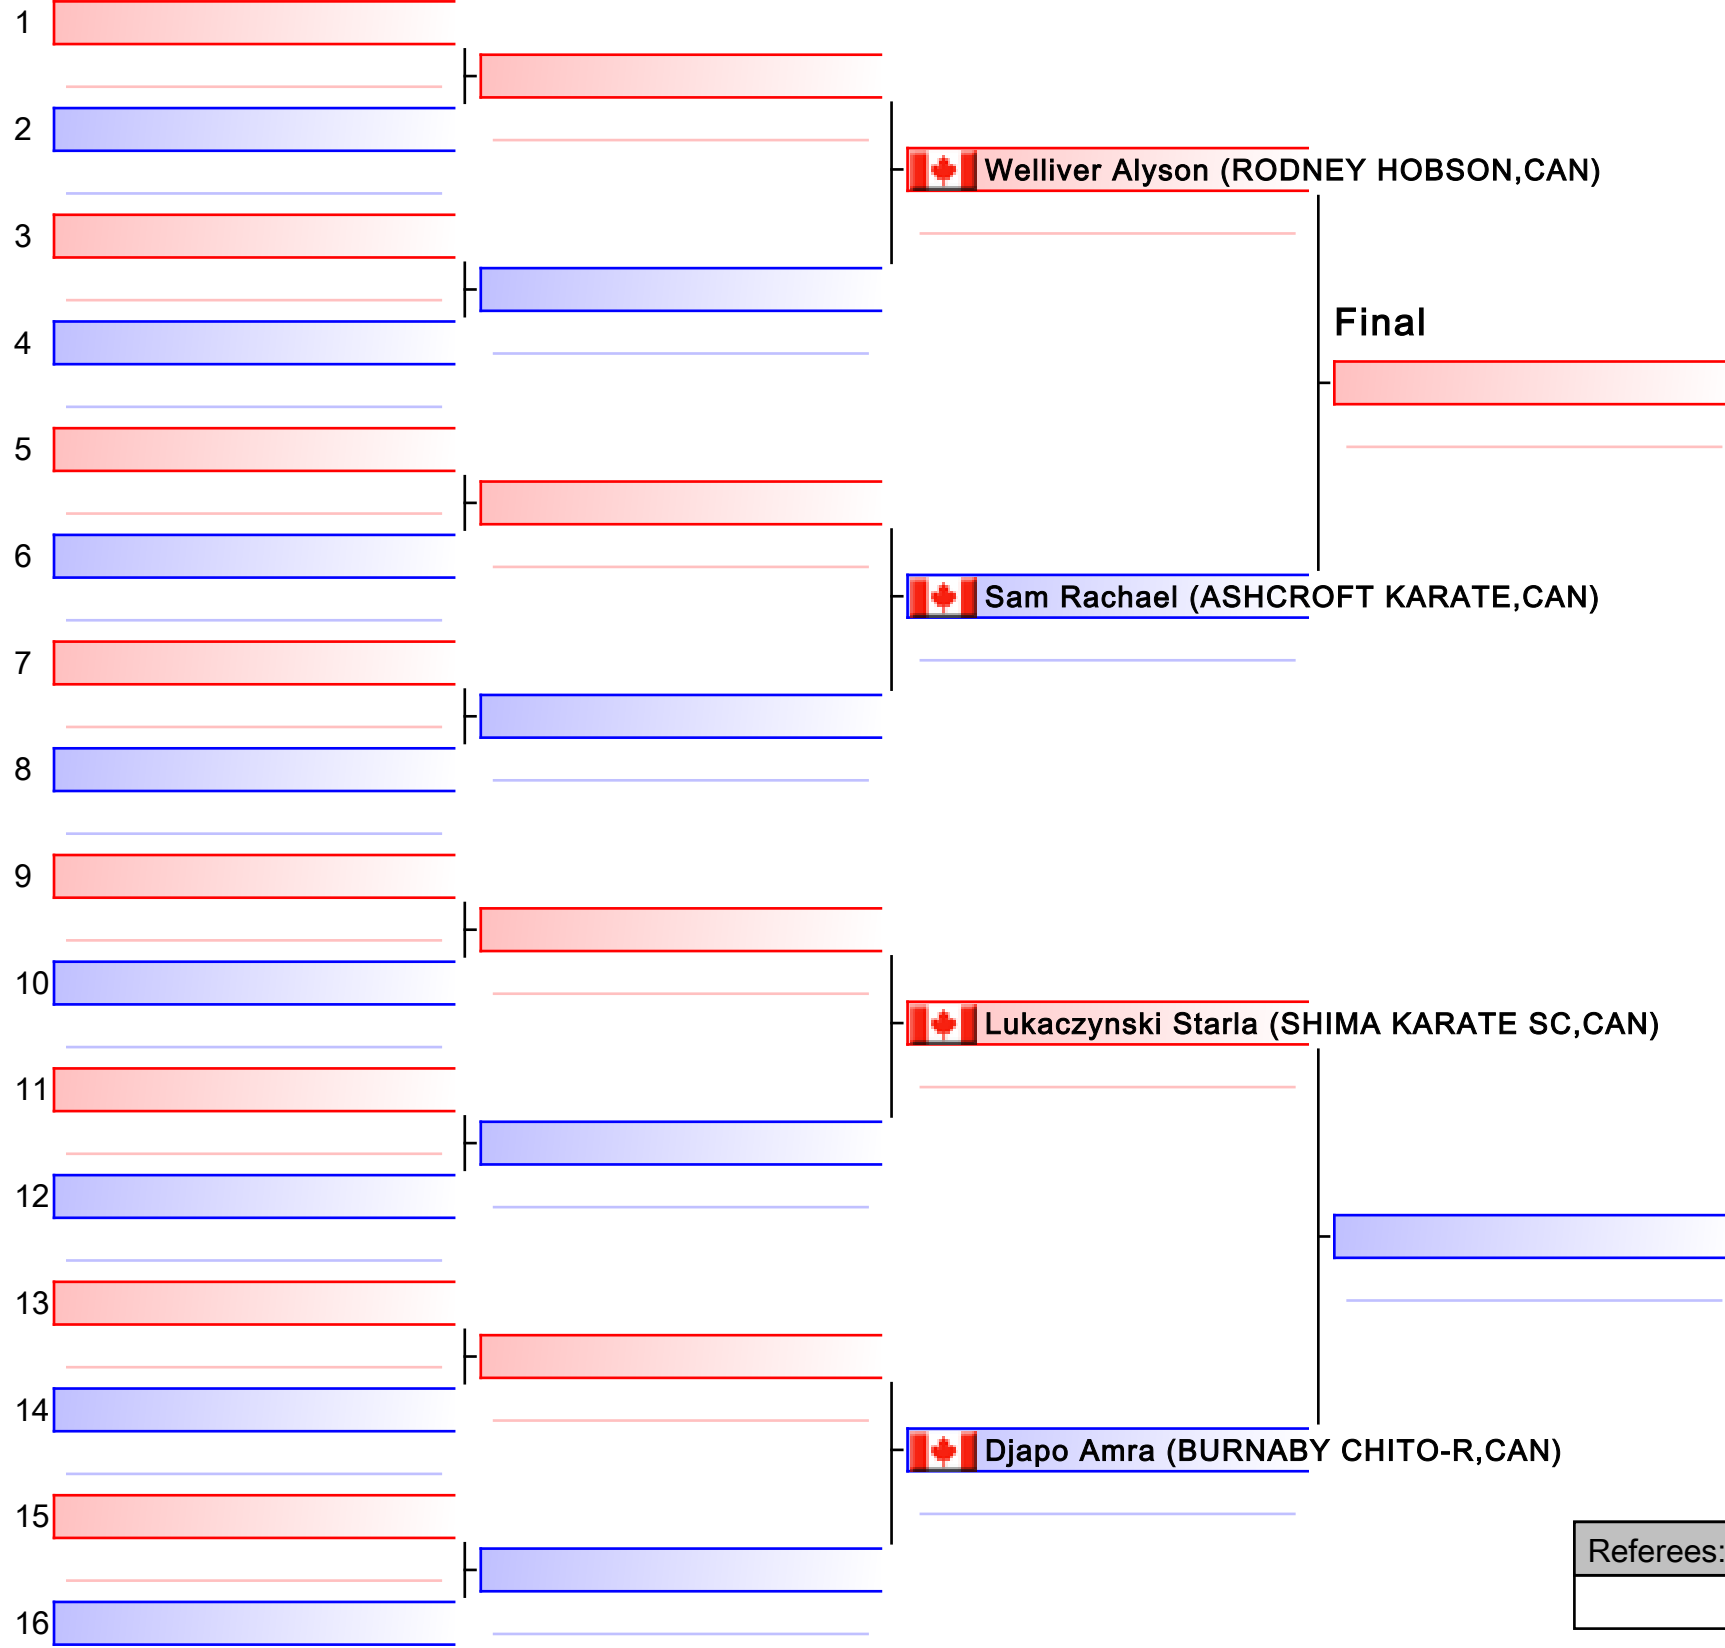 1
2
Welliver Alyson (RODNEY HOBSON,CAN)
3
Final
4
5
6
Sam Rachael (ASHCROFT KARATE,CAN)
7
8
9
10
Lukaczynski Starla (SHIMA KARATE SC,CAN)
11
12
13
14
Djapo Amra (BURNABY CHITO-R,CAN)
15
Referees:
16